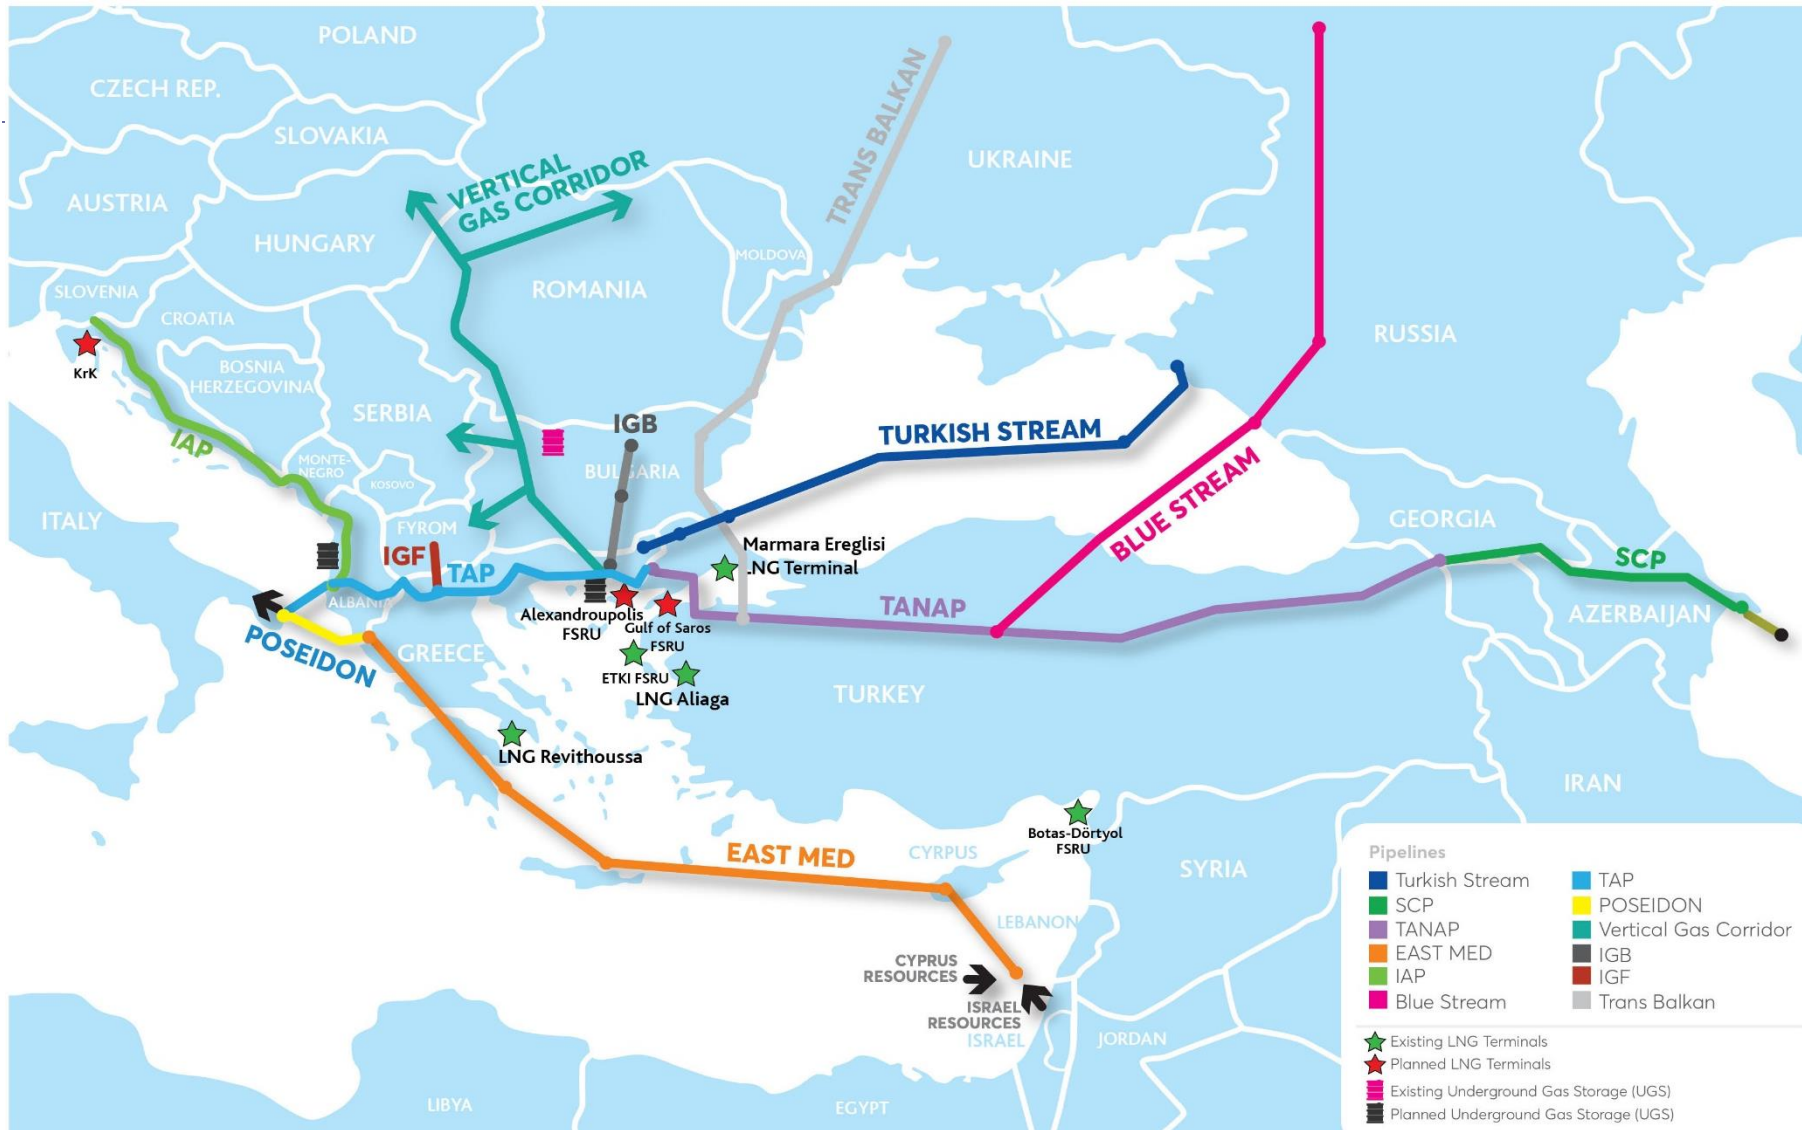 POLAND
CZECH REP.
SLOVAKIA
UKRAINE
AUSTRIA
VERTICAL
GAS CORRIDOR
TRANS BALKAN
HUNGARY
MOLDOVA
ROMANIA
SLOVENIA
CROATIA
RUSSIA
KrK
BOSNIA
HERZEGOVINA
SERBIA
IAP
IGB
TURKISH STREAM
MONTE-
NEGRO
KOSOVO
BULGARIA
BLUE STREAM
ITALY
FYROM
GEORGIA
IGF
TAP
Marmara Ereglisi
LNG Terminal
SCP
ALBANIA
TANAP
AZERBAIJAN
Alexandroupolis
FSRU
Gulf of Saros
FSRU
POSEIDON
GREECE
ETKI FSRU
LNG Aliaga
TURKEY
LNG Revithoussa
IRAN
Botas-Dörtyol
FSRU
EAST MED
CYRPUS
SYRIA
LEBANON
CYPRUS
RESOURCES
ISRAEL
RESOURCES
ISRAEL
JORDAN
LIBYA
EGYPT
Pipelines
Turkish Stream
SCP
TANAP
EAST MED
IAP
Blue Stream
TAP
POSEIDON
Vertical Gas Corridor
IGB
IGF
Trans Balkan
Existing LNG Terminals
Planned LNG Terminals
Existing Underground Gas Storage (UGS)
Planned Underground Gas Storage (UGS)